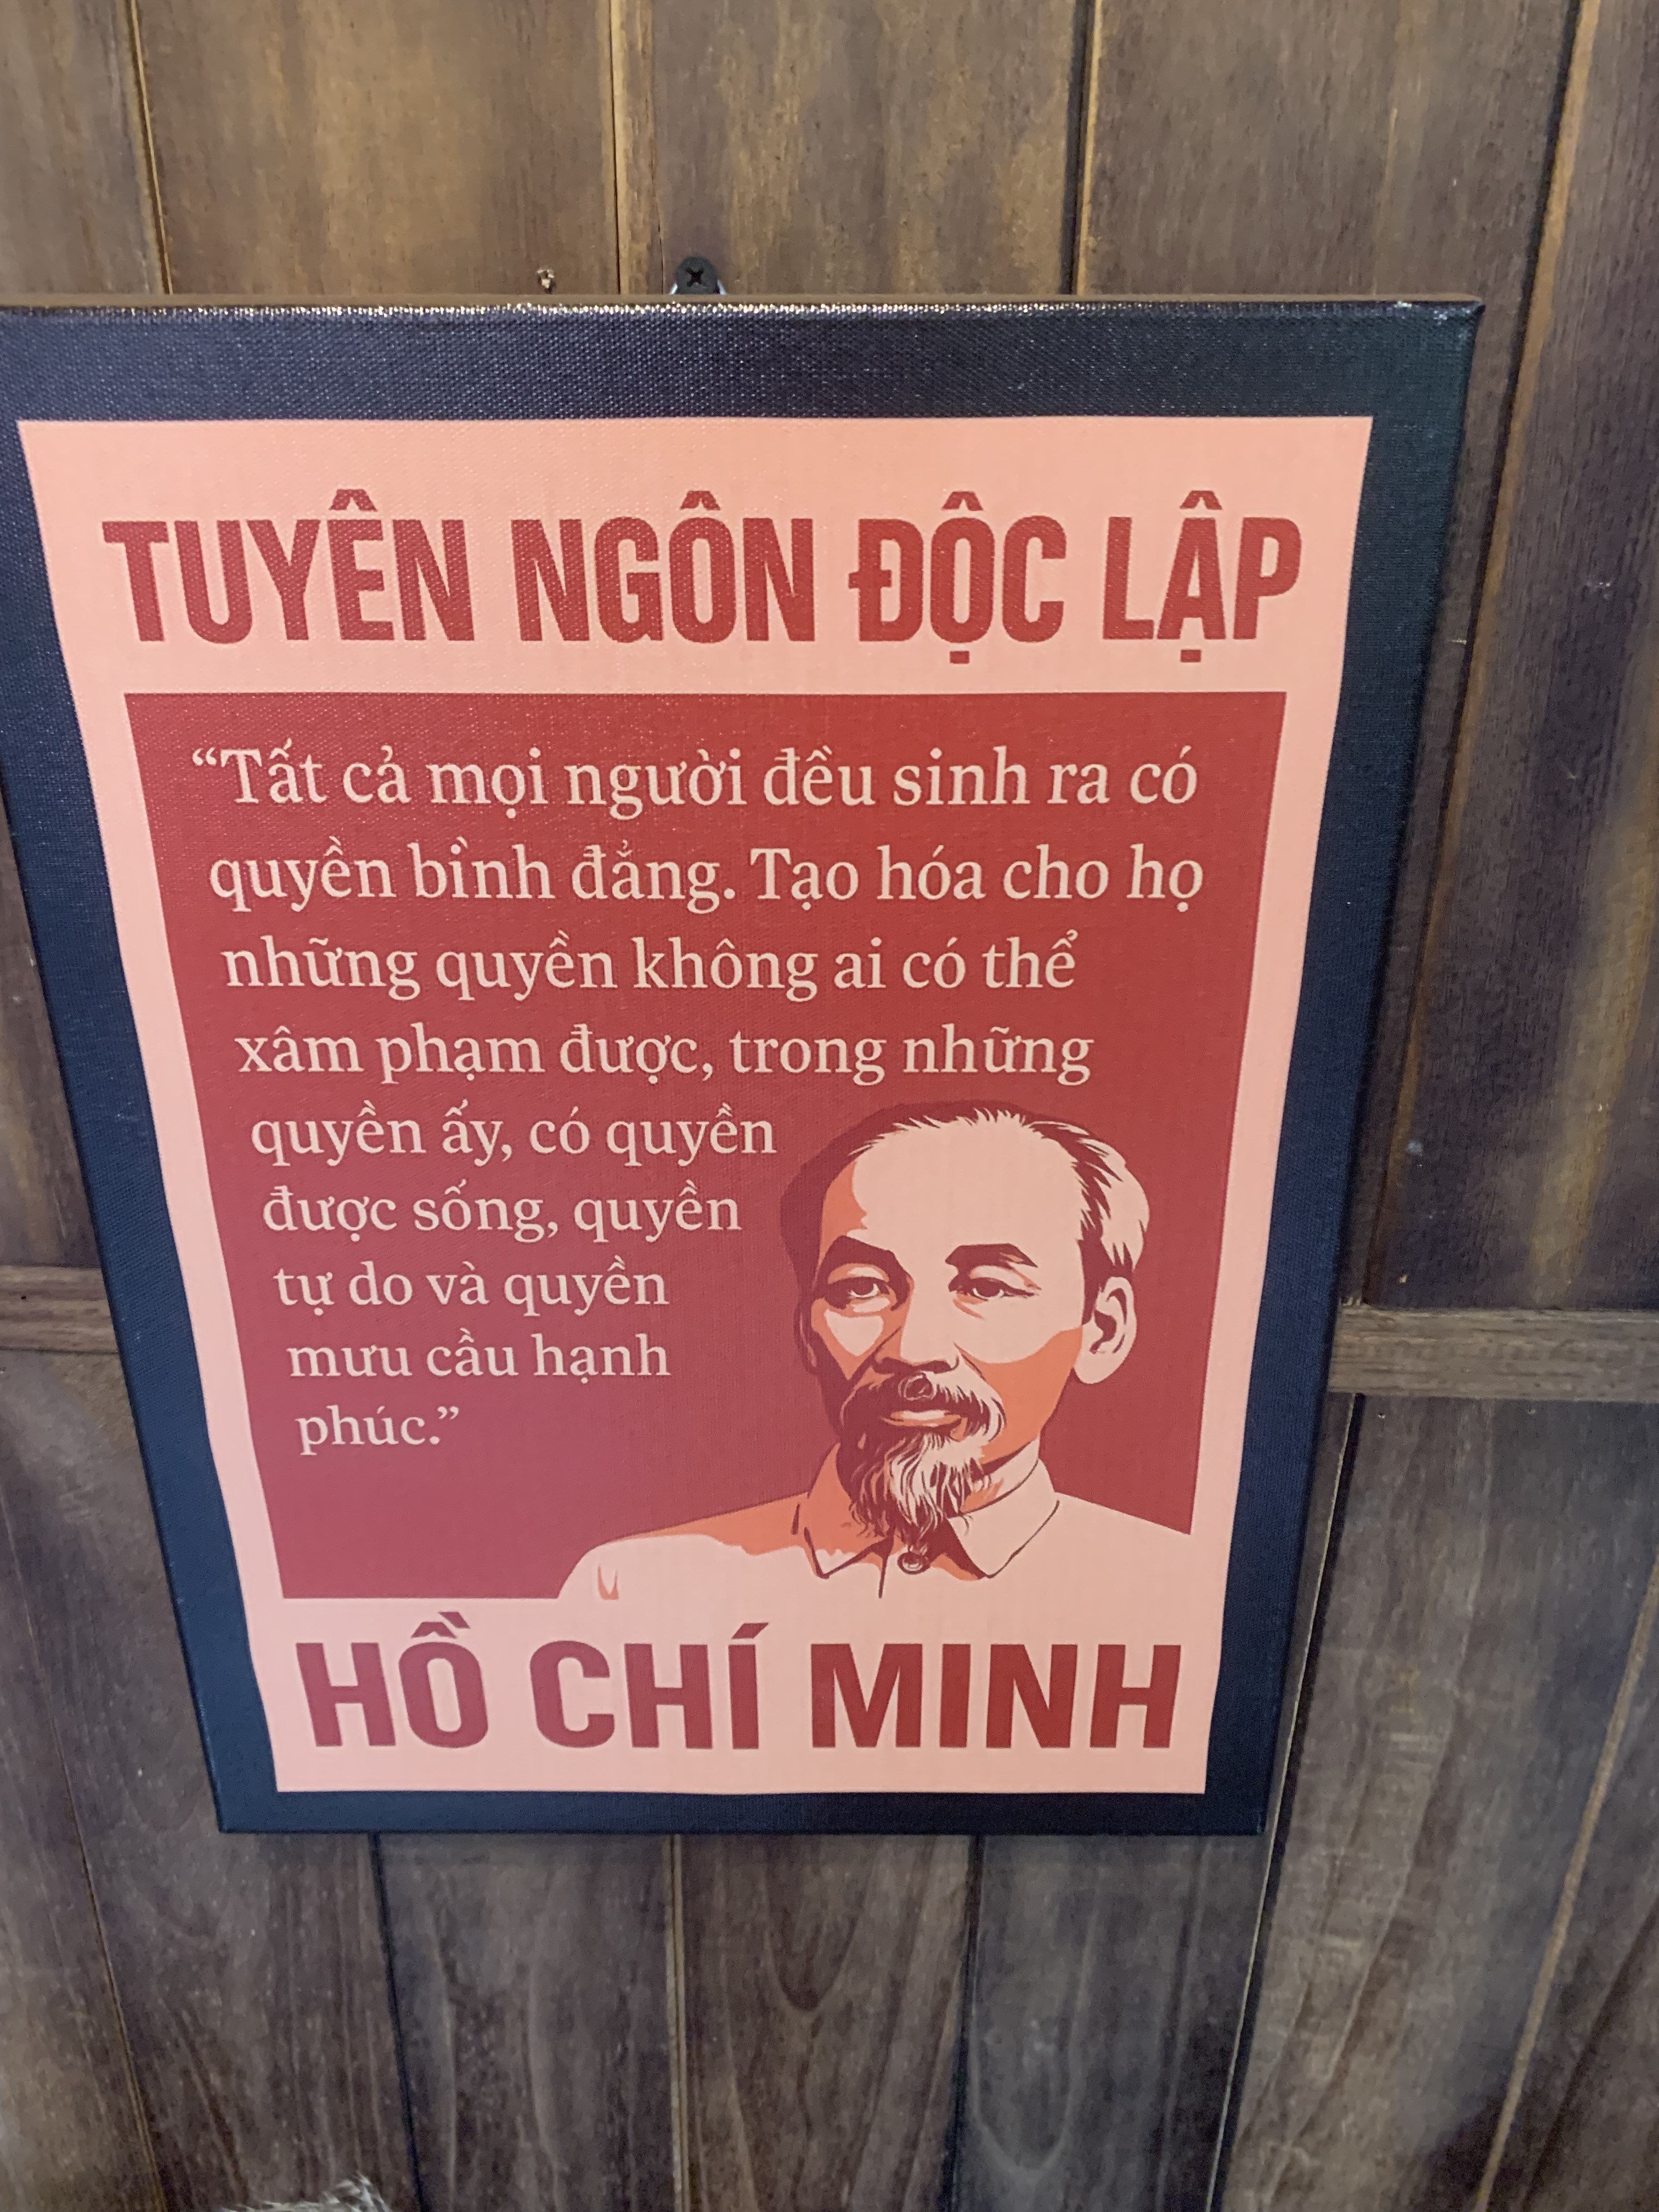 TUYÊN NGÔN ĐỘC LẬP
“Tất cả mọi người đều sinh ra có
quyền bình đẳng. Tạo hóa cho họ
những quyền không ai có thể
xâm phạm được, trong những
quyền ấy, có quyền
được sống, quyền
tự do và quyền
mưu cầu hạnh
phúc.”
HỒ CHÍ MINH